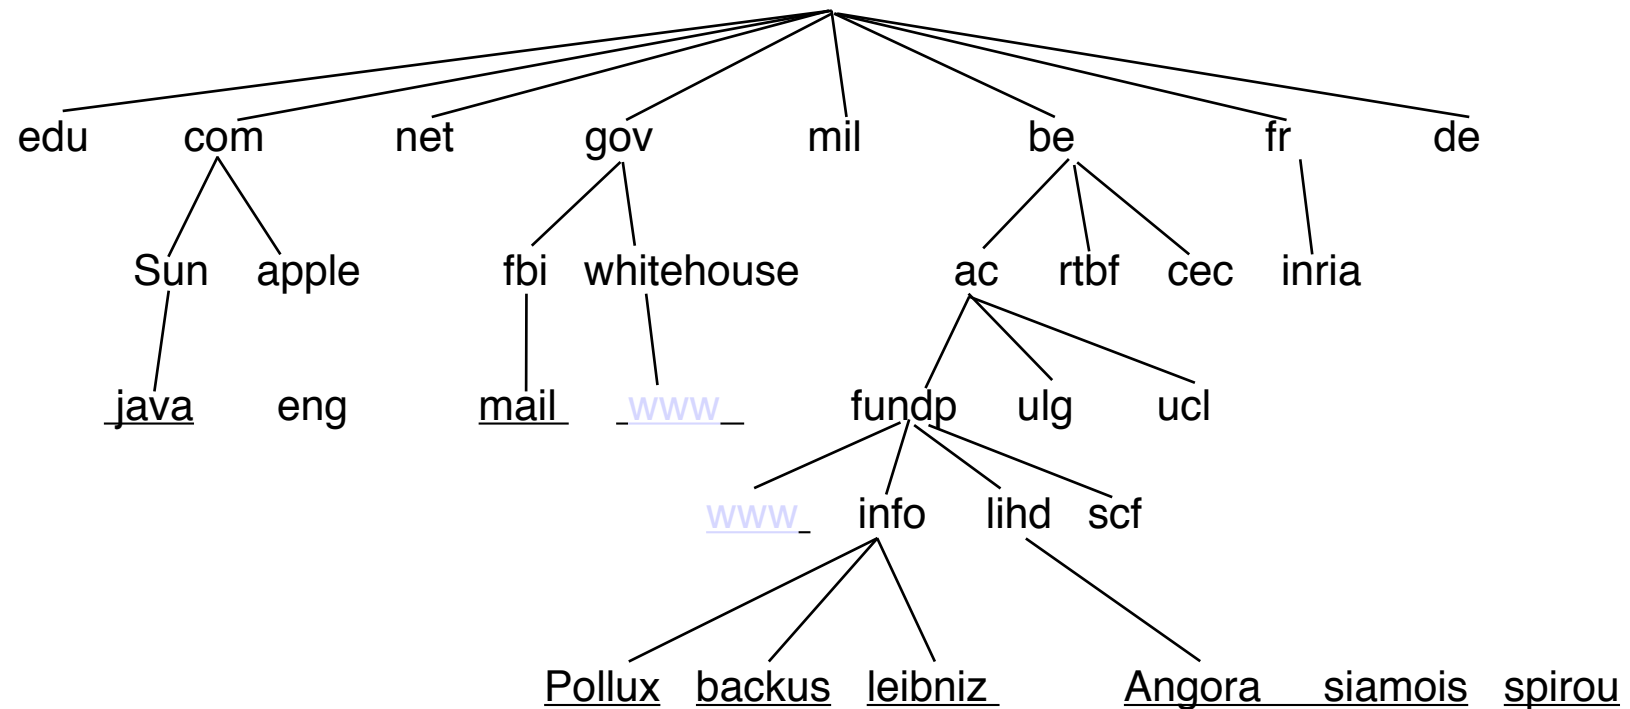 edu com net gov mil be fr de
Sun apple fbi whitehouse ac rtbf cec inria
java eng mail www fundp ulg ucl
www info lihd scf
Pollux backus leibniz Angora siamois spirou